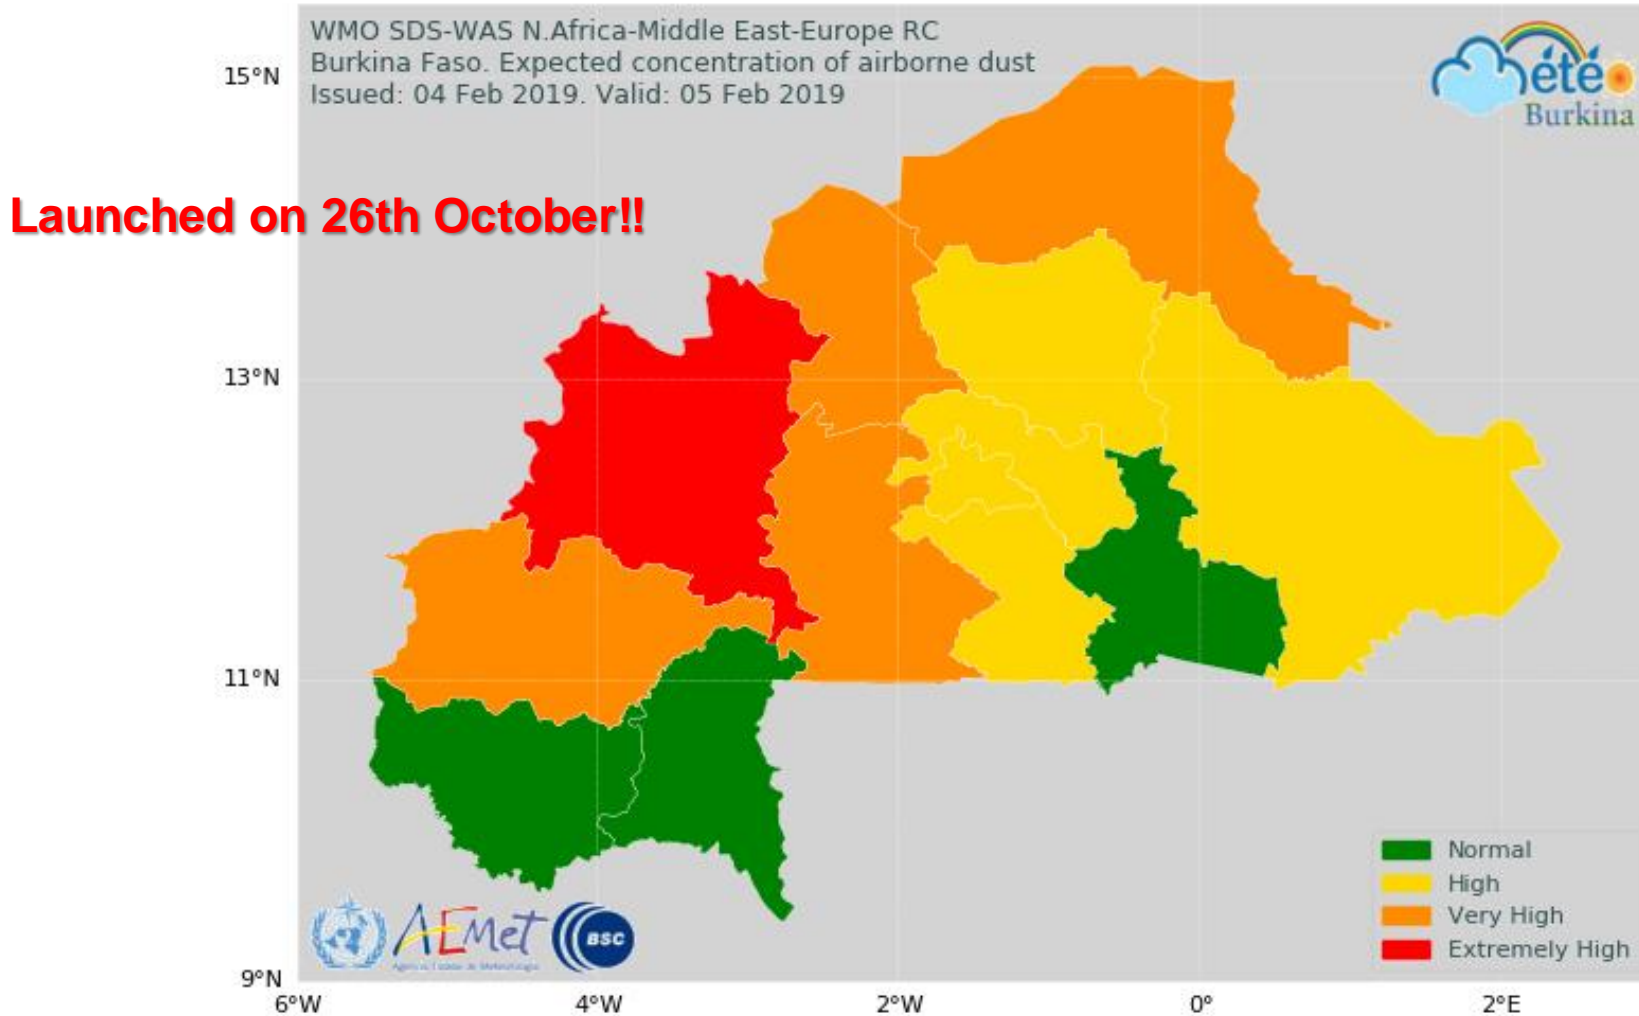 WMO SDS-WAS N.Africa-Middle East-Europe RC
Burkina Faso. Expected concentration of airborne dust
Issued: 04 Feb 2019. Valid: 05 Feb 2019
été
Burkina
15°N
Launched on 26th October!!
13°N
11°N
Normal
High
Very High
Extremely High
AEMet
BSC
9°N
6°W 4°W 2°W 0° 2°E